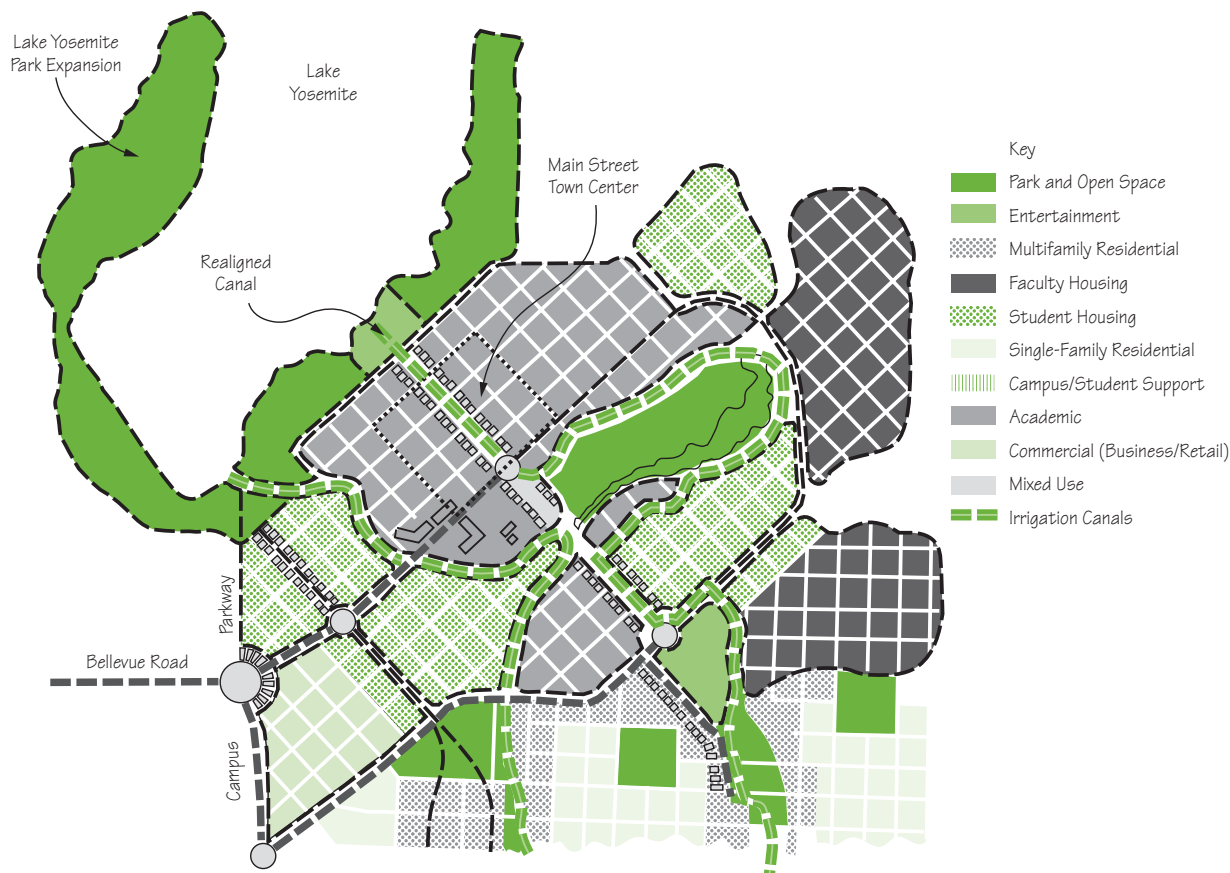 Lake Yosemite
Park Expansion
Lake
Yosemite
Main Street
Town Center
Realigned
Canal
Parkway
Bellevue Road
Campus
Key
Park and Open Space
Entertainment
Multifamily Residential
Faculty Housing
Student Housing
Single-Family Residential
Campus/Student Support
Academic
Commercial (Business/Retail)
Mixed Use
Irrigation Canals